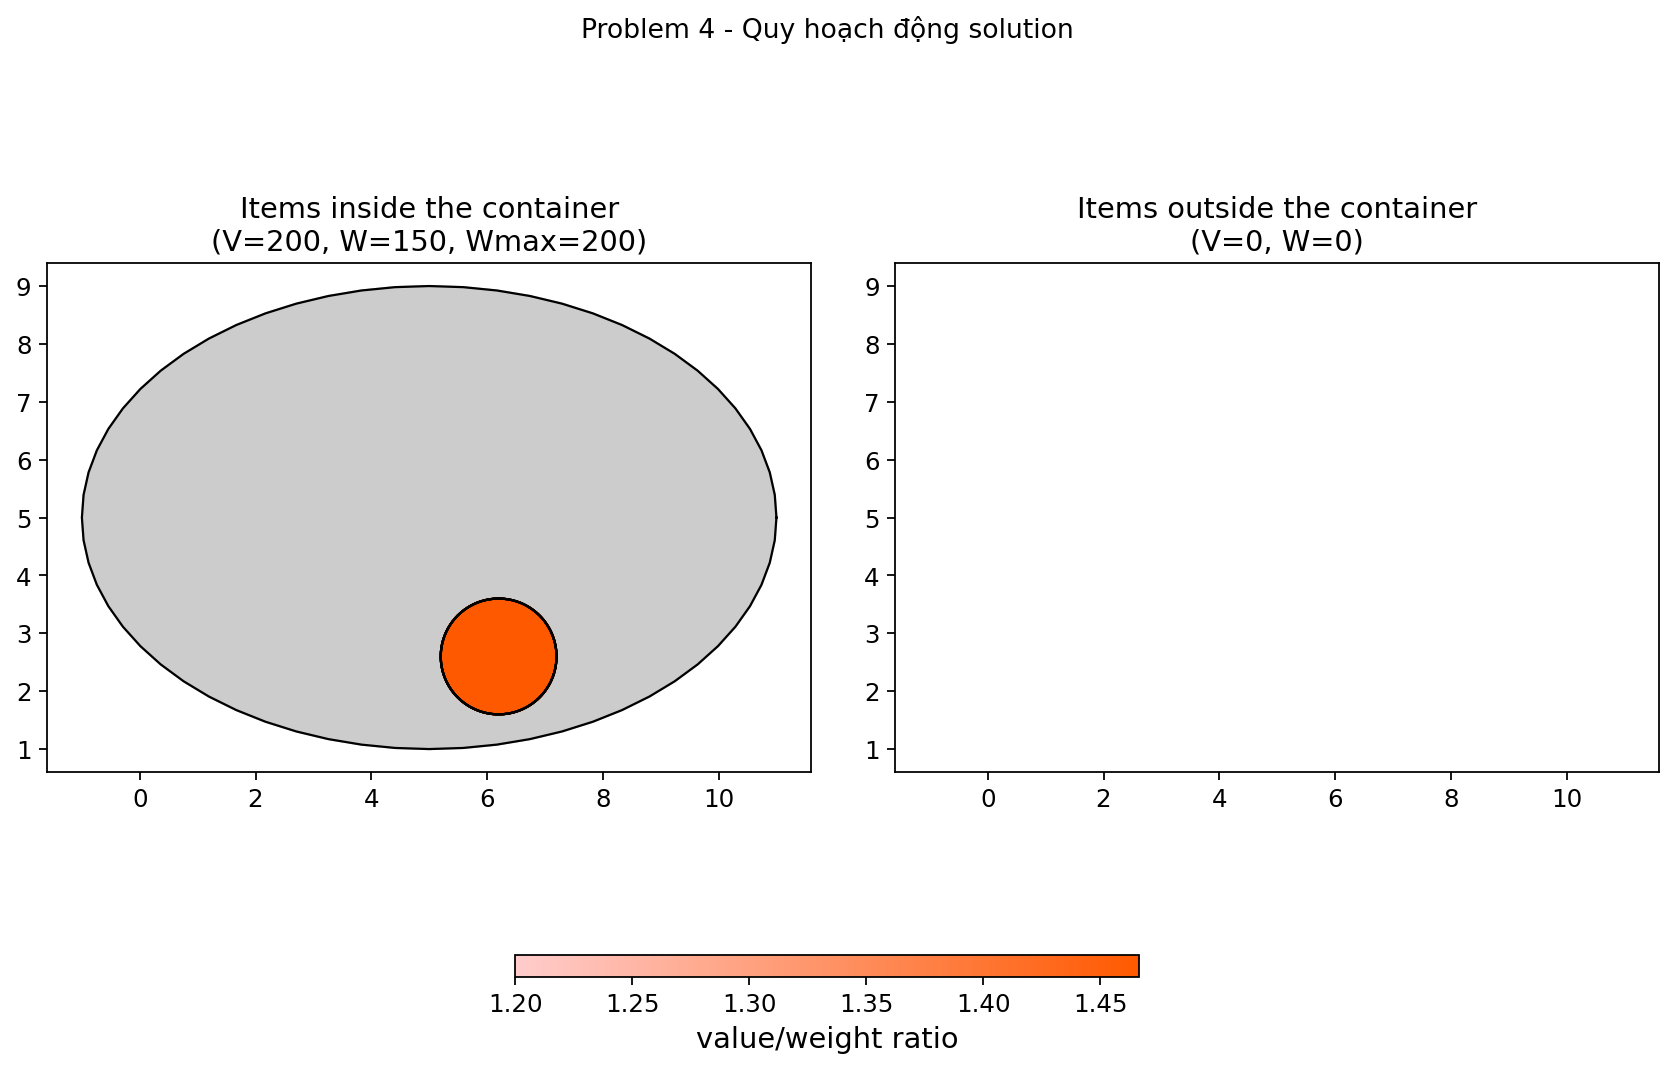 Problem 4 - Quy hoạch động solution
Items inside the container
(V=200, W=150, Wmax=200)
9
8
7
6
5
4
3
2
1
0 2 4 6 8 10
Items outside the container
(V=0, W=0)
9
8
7
6
5
4
3
2
1
0 2 4 6 8 10
1.20 1.25 1.30 1.35 1.40 1.45
value/weight ratio